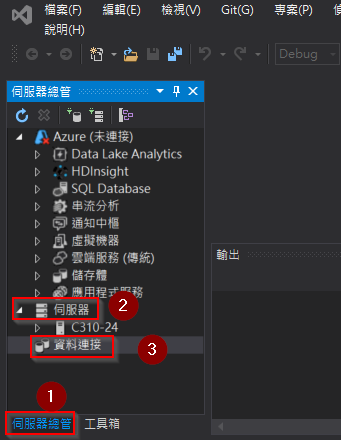 檔案(F) 編輯(E) 檢視(V) Git(G) 專案(P)
說明(H)
Debug
伺服器總管
Azure (未連接)
Data Lake Analytics
HDInsight
SQL Database
串流分析
通知中樞
虛擬機器
雲端服務 (傳統)
儲存體
應用程式服務
伺服器
2
C310-24
資料連接
3
1
伺服器總管 工具箱
輸出